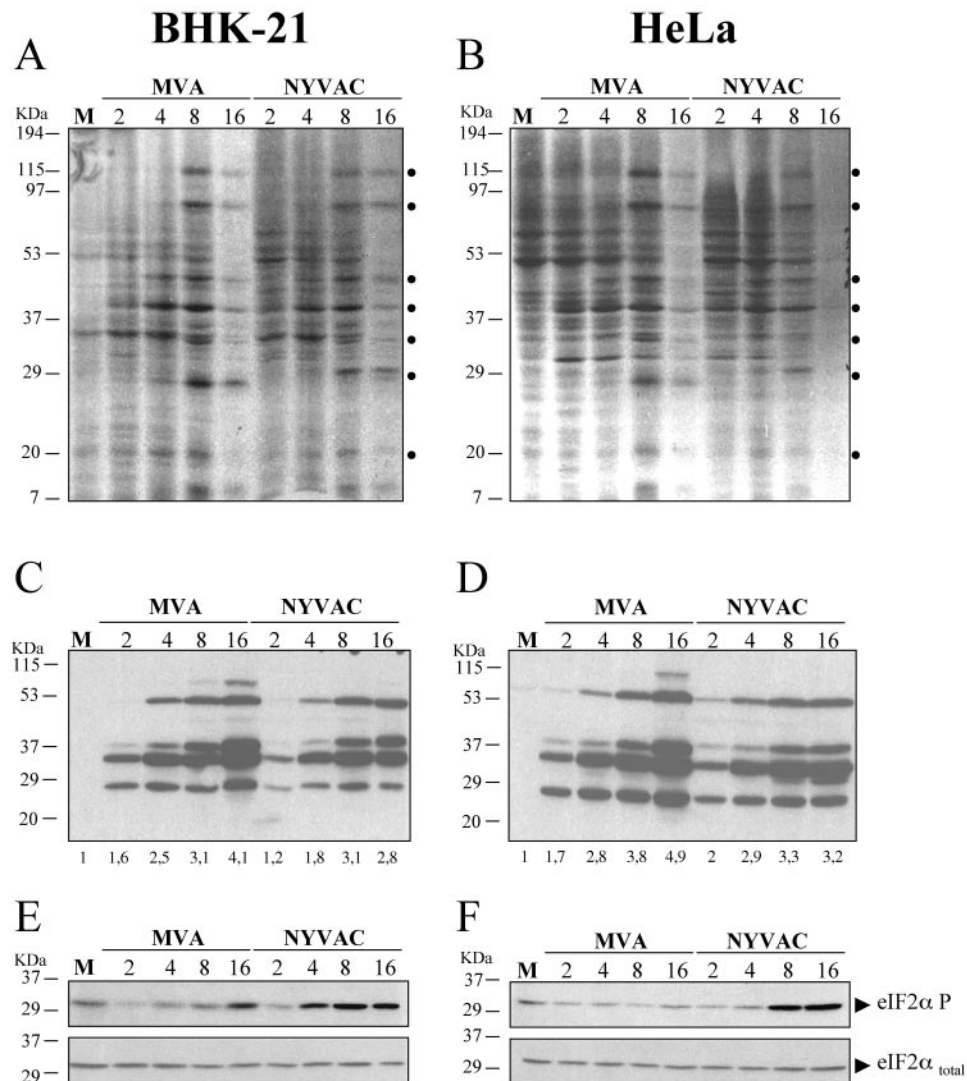 BHK-21 HeLa
A B
MVA NYVAC MVA NYVAC
KDa M 2 4 8 16 2 4 8 16 KDa M 2 4 8 16 2 4 8 16
194 194
115 115
97 97
53 53
37 37
29 29
20 20
7 7
C D
MVA NYVAC MVA NYVAC
KDa M 2 4 8 16 2 4 8 16 KDa M 2 4 8 16 2 4 8 16
115 115
53 53
37 37
29 29
20 20
1 1,6 2,5 3,1 4,1 1,2 1,8 3,1 2,8 1 1,7 2,8 3,8 4,9 2 2,9 3,3 3,2
E F
MVA NYVAC MVA NYVAC
KDa M 2 4 8 16 2 4 8 16 KDa M 2 4 8 16 2 4 8 16
37 37
29 29 eIF2α P
37 37
29 29 eIF2α total